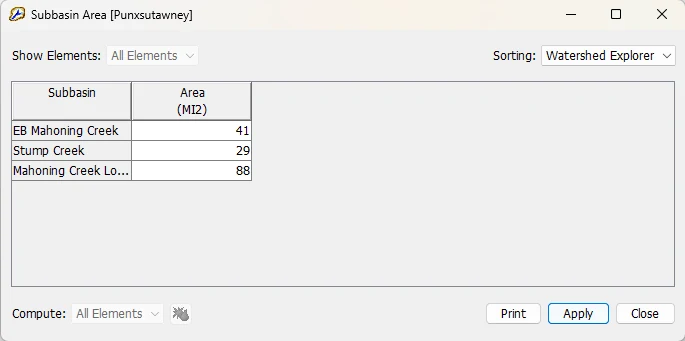 Subbasin Area [Punxsutawney]
Show Elements: All Elements
Sorting: Watershed Explorer
Subbasin Area
(MI2)
EB Mahoning Creek 41
Stump Creek 29
Mahoning Creek Lo... 88
Compute: All Elements
Print Apply Close